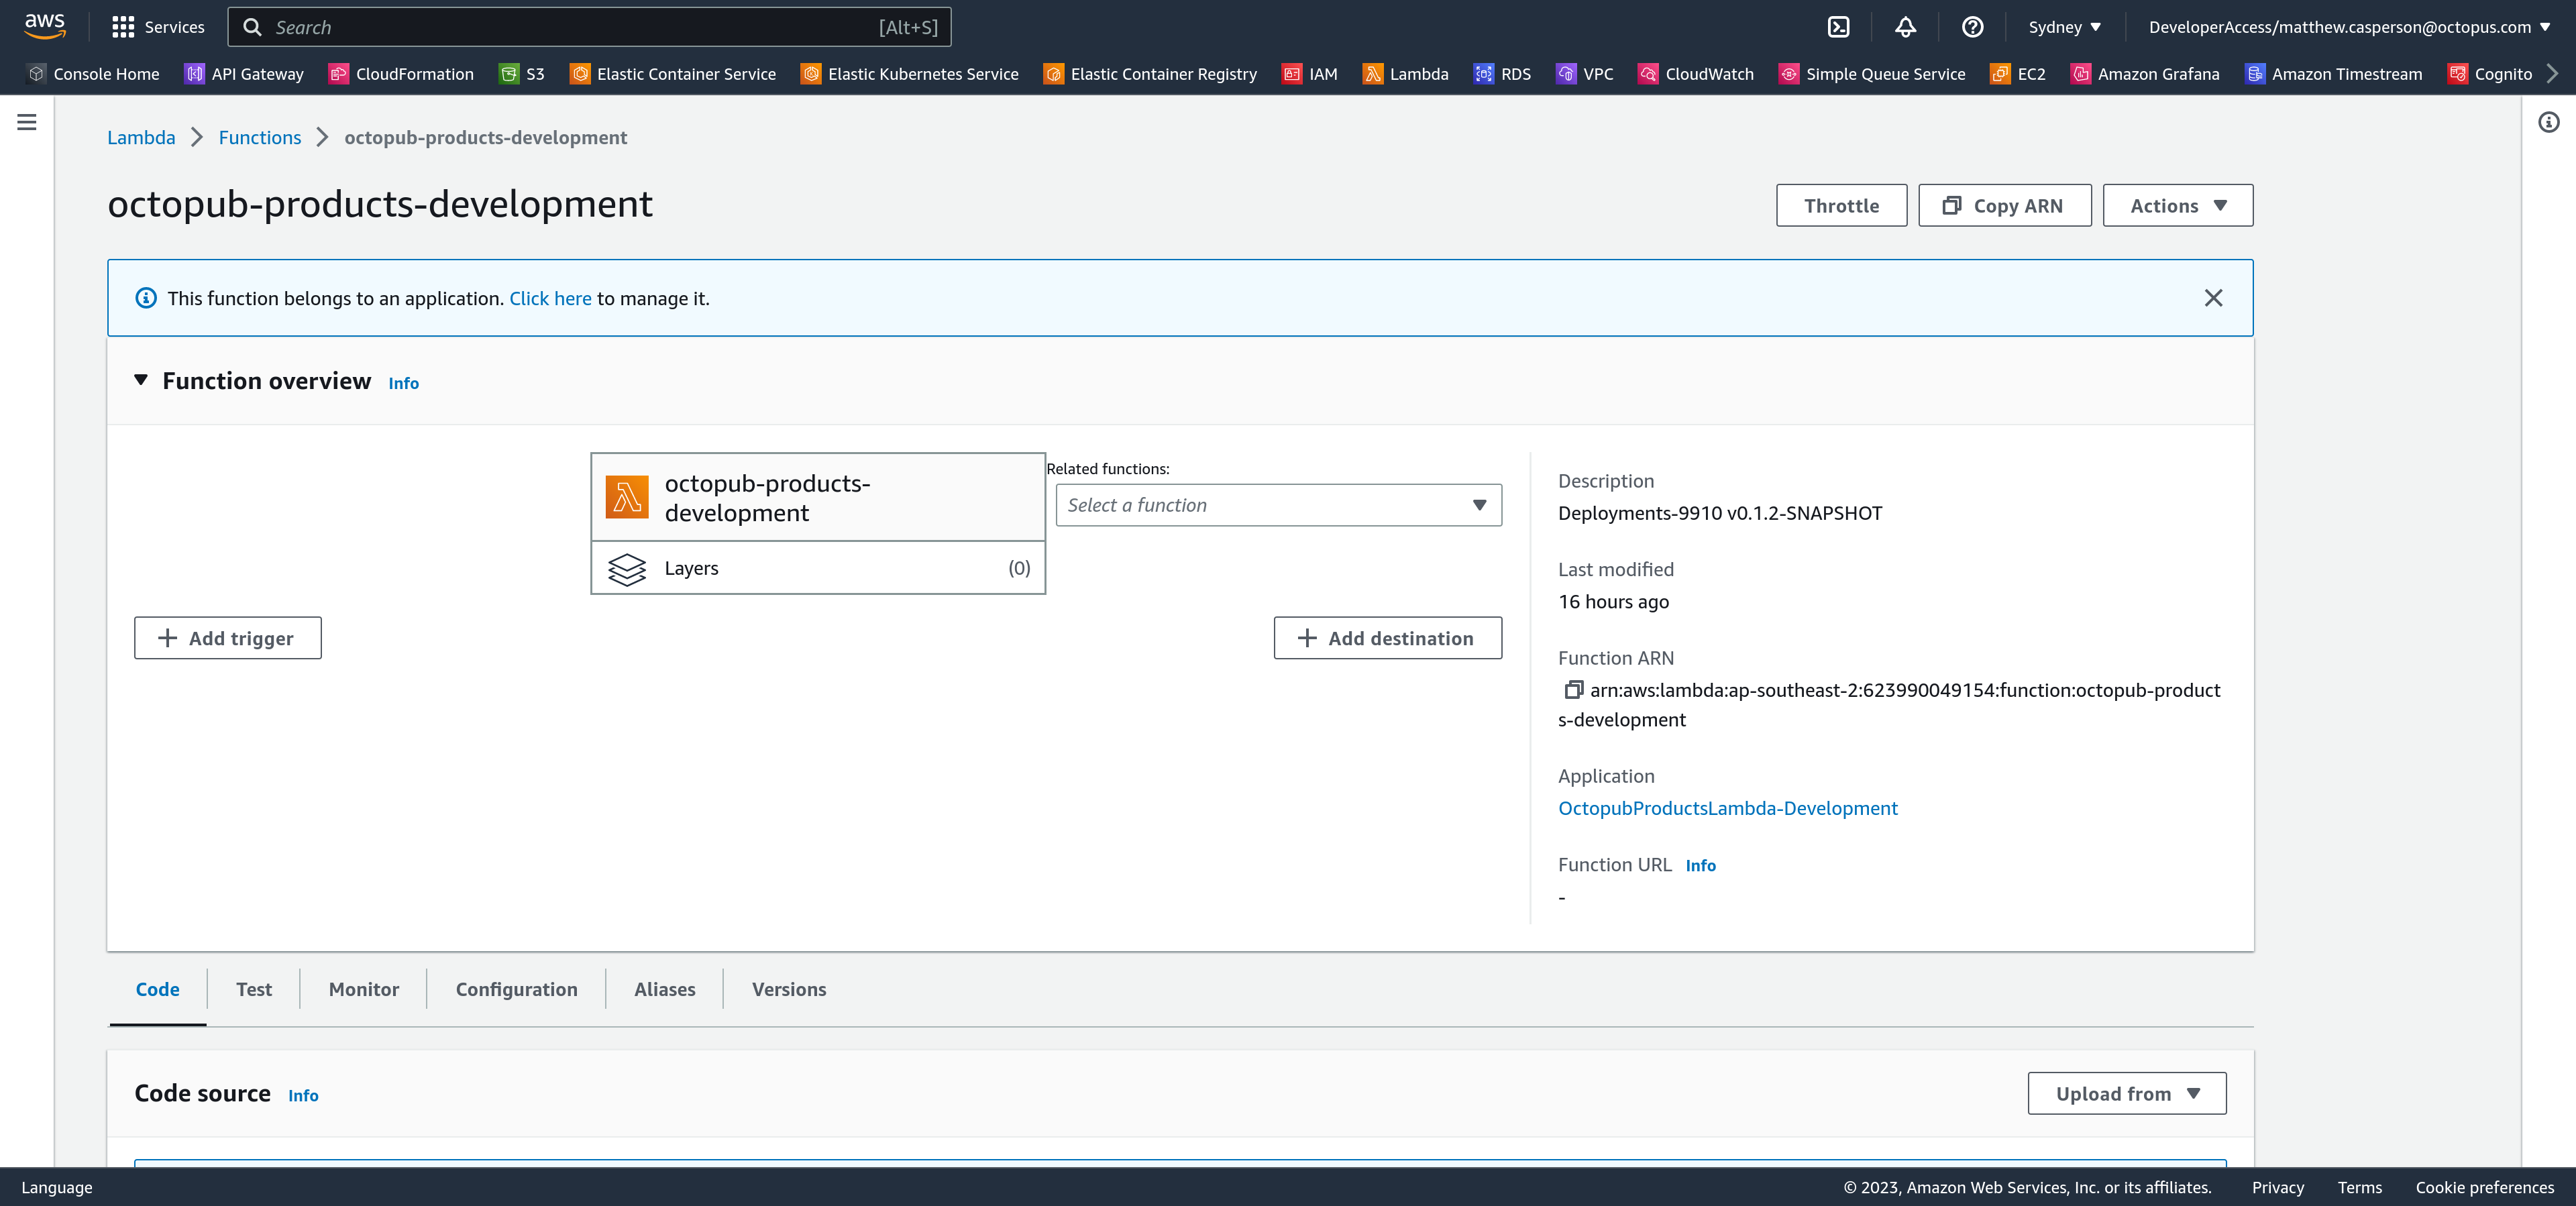 aws Services Search [Alt+S] Sydney DeveloperAccess/matthew.casperson@octopus.com
Console Home API Gateway CloudFormation S3 Elastic Container Service Elastic Kubernetes Service Elastic Container Registry IAM Lambda RDS VPC CloudWatch Simple Queue Service EC2 Amazon Grafana Amazon Timestream Cognito
Lambda Functions octopub-products-development
octopub-products-development
Throttle Copy ARN Actions
This function belongs to an application. Click here to manage it.
Function overview Info
octopub-products-
development
Layers (0)
Related functions:
Select a function
Add trigger
Add destination
Description
Deployments-9910 v0.1.2-SNAPSHOT
Last modified
16 hours ago
Function ARN
arn:aws:lambda:ap-southeast-2:623990049154:function:octopub-product
s-development
Application
OctopubProductsLambda-Development
Function URL Info
-
Code Test Monitor Configuration Aliases Versions
Code source Info
Upload from
Language © 2023, Amazon Web Services, Inc. or its affiliates. Privacy Terms Cookie preferences